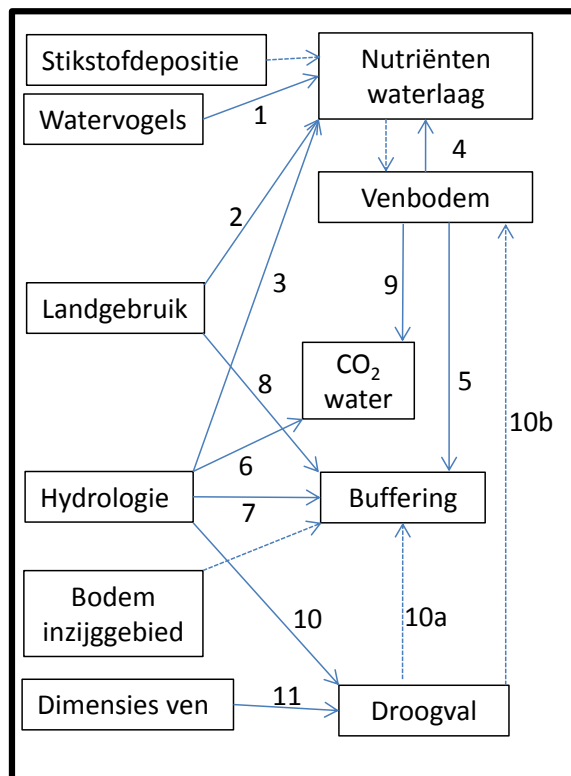 Stikstofdepositie
Nutriënten
waterlaag
Watervogels
1
4
Venbodem
2
3
9
Landgebruik
CO₂
water
8
5
10b
6
Hydrologie
7
Buffering
Bodem
inzijggebied
10
10a
Dimensies ven
11
Droogval